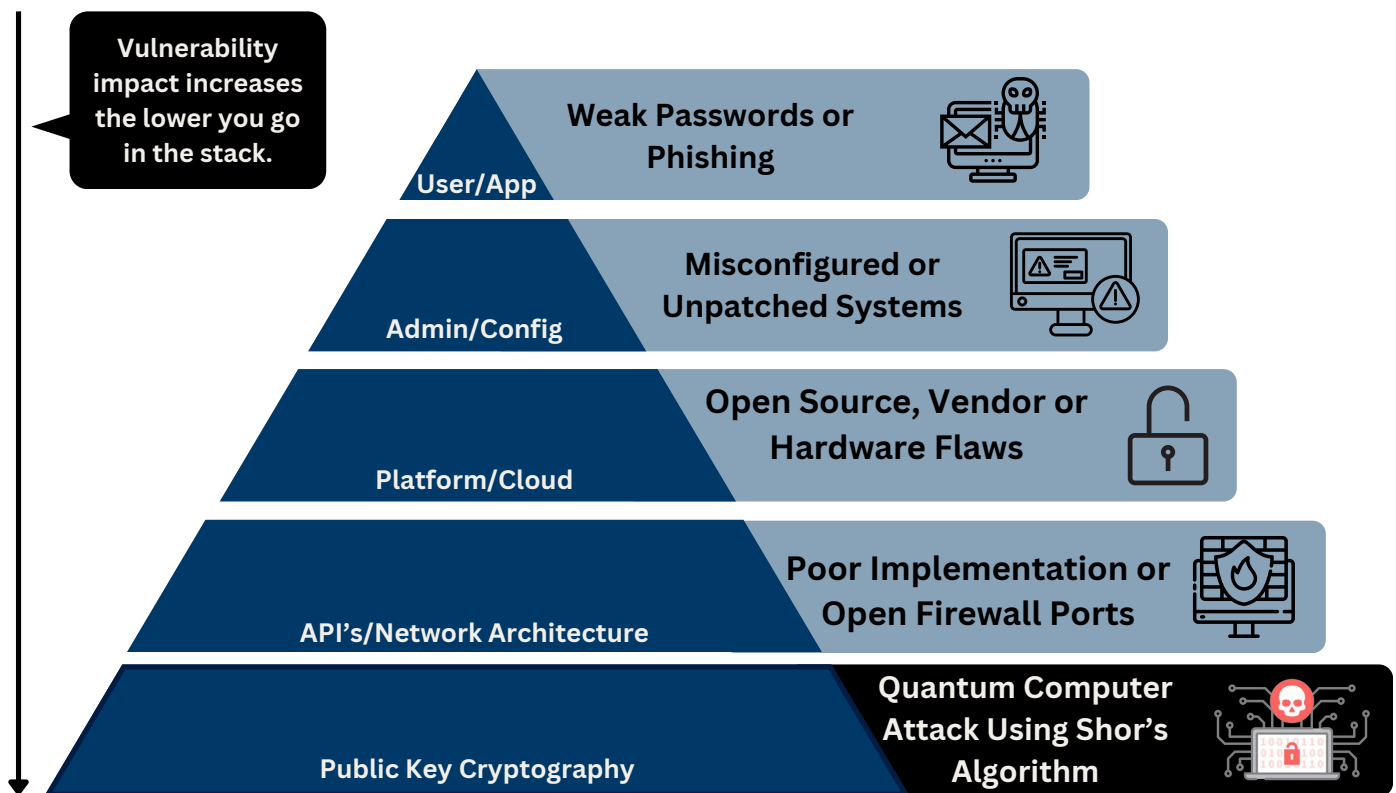 Vulnerability
impact increases
the lower you go
in the stack.
Weak Passwords or
Phishing
User/App
Misconfigured or
Unpatched Systems
Admin/Config
Open Source, Vendor or
Hardware Flaws
Platform/Cloud
Poor Implementation or
Open Firewall Ports
API’s/Network Architecture
Quantum Computer
Attack Using Shor’s
Algorithm
Public Key Cryptography